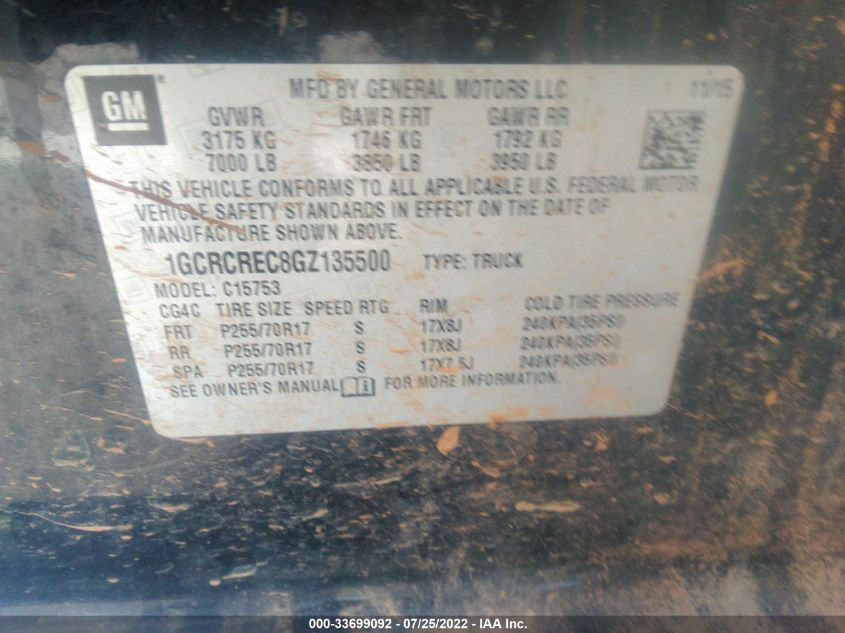 GM ®
MFD BY GENERAL MOTORS LLC 11/15
GVWR GAWR FRT GAWR RR
3175 KG 1746 KG 1792 KG
7000 LB 3850 LB 3950 LB
THIS VEHICLE CONFORMS TO ALL APPLICABLE U.S. FEDERAL MOTOR
VEHICLE SAFETY STANDARDS IN EFFECT ON THE DATE OF
MANUFACTURE SHOWN ABOVE.
1GCRCREC8GZ135500 TYPE: TRUCK
MODEL: C15753
CG4C TIRE SIZE SPEED RTG RIM COLD TIRE PRESSURE
FRT P255/70R17 S 17X8J 240KPA(35PSI)
RR P255/70R17 S 17X8J 240KPA(35PSI)
SPA P255/70R17 S 17X7.5J 240KPA(35PSI)
SEE OWNER'S MANUAL FOR MORE INFORMATION.
000-33699092 - 07/25/2022 - IAA Inc.